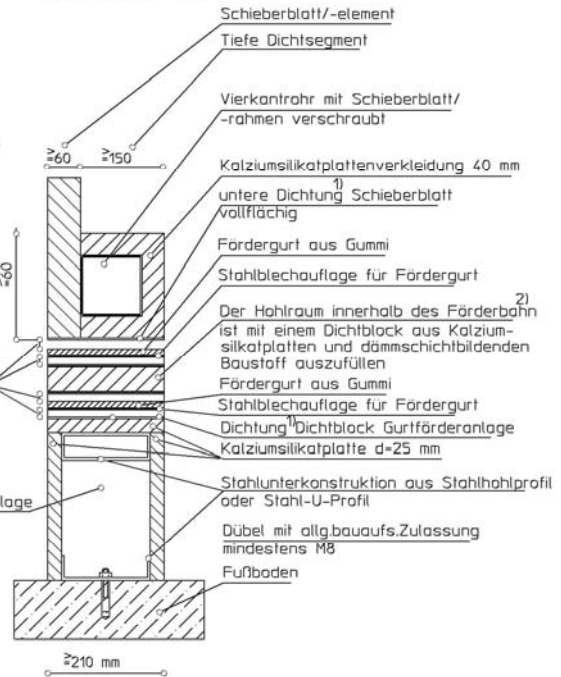 Schieberblatt/-element
Tiefe Dichtsegment
Vierkantrohr mit Schieberblatt/
-rahmen verschraubt
≥60
≥150
Kalziumsilikatplattenverkleidung 40 mm
untere Dichtung 1) Schieberblatt
vollflächig
Fördergurt aus Gummi
≥60
Stahlblechauflage für Fördergurt
Der Hohlraum innerhalb des Förderbahn 2)
ist mit einem Dichtblock aus Kalzium-
silkatplatten und dämmschichtbildenden
Baustoff auszufüllen
Fördergurt aus Gummi
Stahlblechauflage für Fördergurt
Dichtung 1) Dichtblock Gurtförderanlage
Kalziumsilikatplatte d=25 mm
Stahlunterkonstruktion aus Stahlhohlprofil
oder Stahl-U-Profil
lage
Dübel mit allg.bauaufs.Zulassung
mindestens M8
Fußboden
≥210 mm